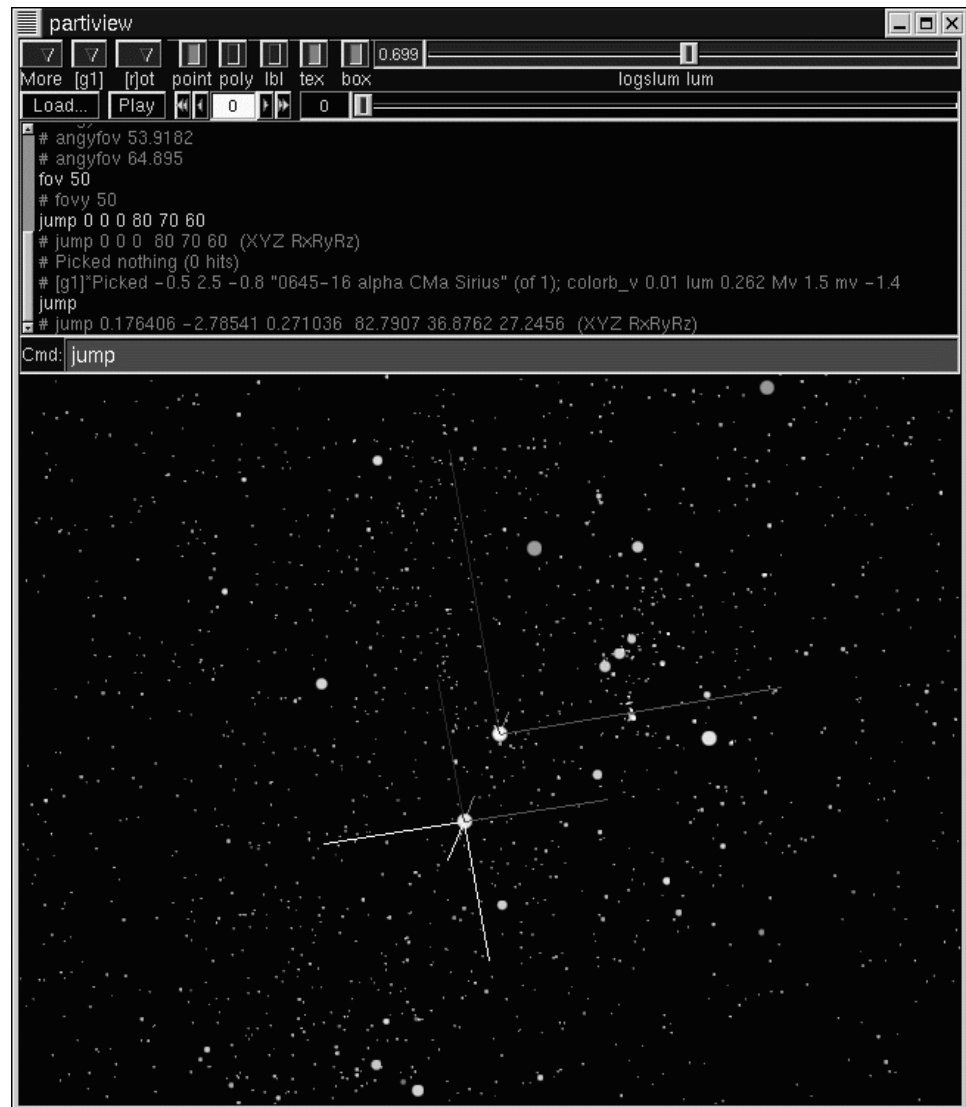 partiview
0.699
More [g1] [r]ot point poly lbl tex box logslum lum
Load... Play 0 0
# angyfov 53.9182
# angyfov 64.895
fov 50
# fovy 50
jump 0 0 0 80 70 60
# jump 0 0 0  80 70 60  (XYZ RxRyRz)
# Picked nothing (0 hits)
# [g1]*Picked -0.5 2.5 -0.8 "0645-16 alpha CMa Sirius" (of 1); colorb_v 0.01 lum 0.262 Mv 1.5 mv -1.4
jump
# jump 0.176406 -2.78541 0.271036  82.7907 36.8762 27.2456  (XYZ RxRyRz)
Cmd: jump